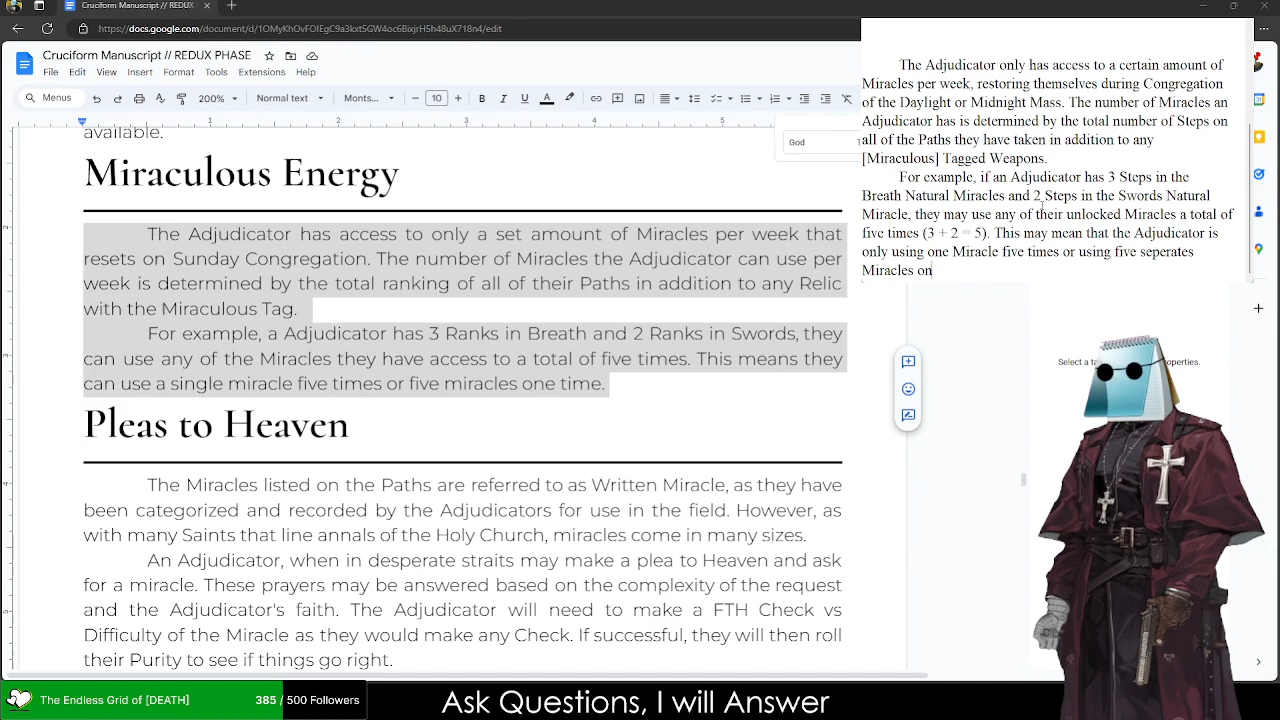 Cruciform Manuscript // REDUX
https://docs.google.com/document/d/1OMyKhOvFOIEgC9a3kxt5GW4oc6BixjrH5h48uX718n4/edit
Cruciform Manuscript // REDUX PHASE
File Edit View Insert Format Tools Extensions Help
Menus 200% Normal text Monts... 10 B I U A
1 2 3 4 5
available.
Miraculous Energy
The Adjudicator has access to only a set amount of Miracles per week that
resets on Sunday Congregation. The number of Miracles the Adjudicator can use per
week is determined by the total ranking of all of their Paths in addition to any Relic
with the Miraculous Tag.
For example, a Adjudicator has 3 Ranks in Breath and 2 Ranks in Swords, they
can use any of the Miracles they have access to a total of five times. This means they
can use a single miracle five times or five miracles one time.
Pleas to Heaven
The Miracles listed on the Paths are referred to as Written Miracle, as they have
been categorized and recorded by the Adjudicators for use in the field. However, as
with many Saints that line annals of the Holy Church, miracles come in many sizes.
An Adjudicator, when in desperate straits may make a plea to Heaven and ask
for a miracle. These prayers may be answered based on the complexity of the request
and the Adjudicator's faith. The Adjudicator will need to make a FTH Check vs
Difficulty of the Miracle as they would make any Check. If successful, they will then roll
their Purity to see if things go right.
God
The Adjudicator only has access to a certain amount of
Miracles per week, restoring themselves during Congregation
of the Daylight or Midnight Mass. The number of Miracles an
Adjudicator has is determined by the total number of Steps on
all of the Paths they have taken in addition to any
[Miraculous] Tagged Weapons.
For example, if an Adjudicator has 3 Steps in the
Breath Natural Miracles and 2 Steps in the Swords Natural
Miracle, they may use any of their unlocked Miracles a total of
five times (3 + 2 = 5). This may mean that the Adjudicator is
only using one Miracle five times or using five seperates
Miracles on
Select a
The Endless Grid of [DEATH] 385 / 500 Followers
Ask Questions, I will Answer